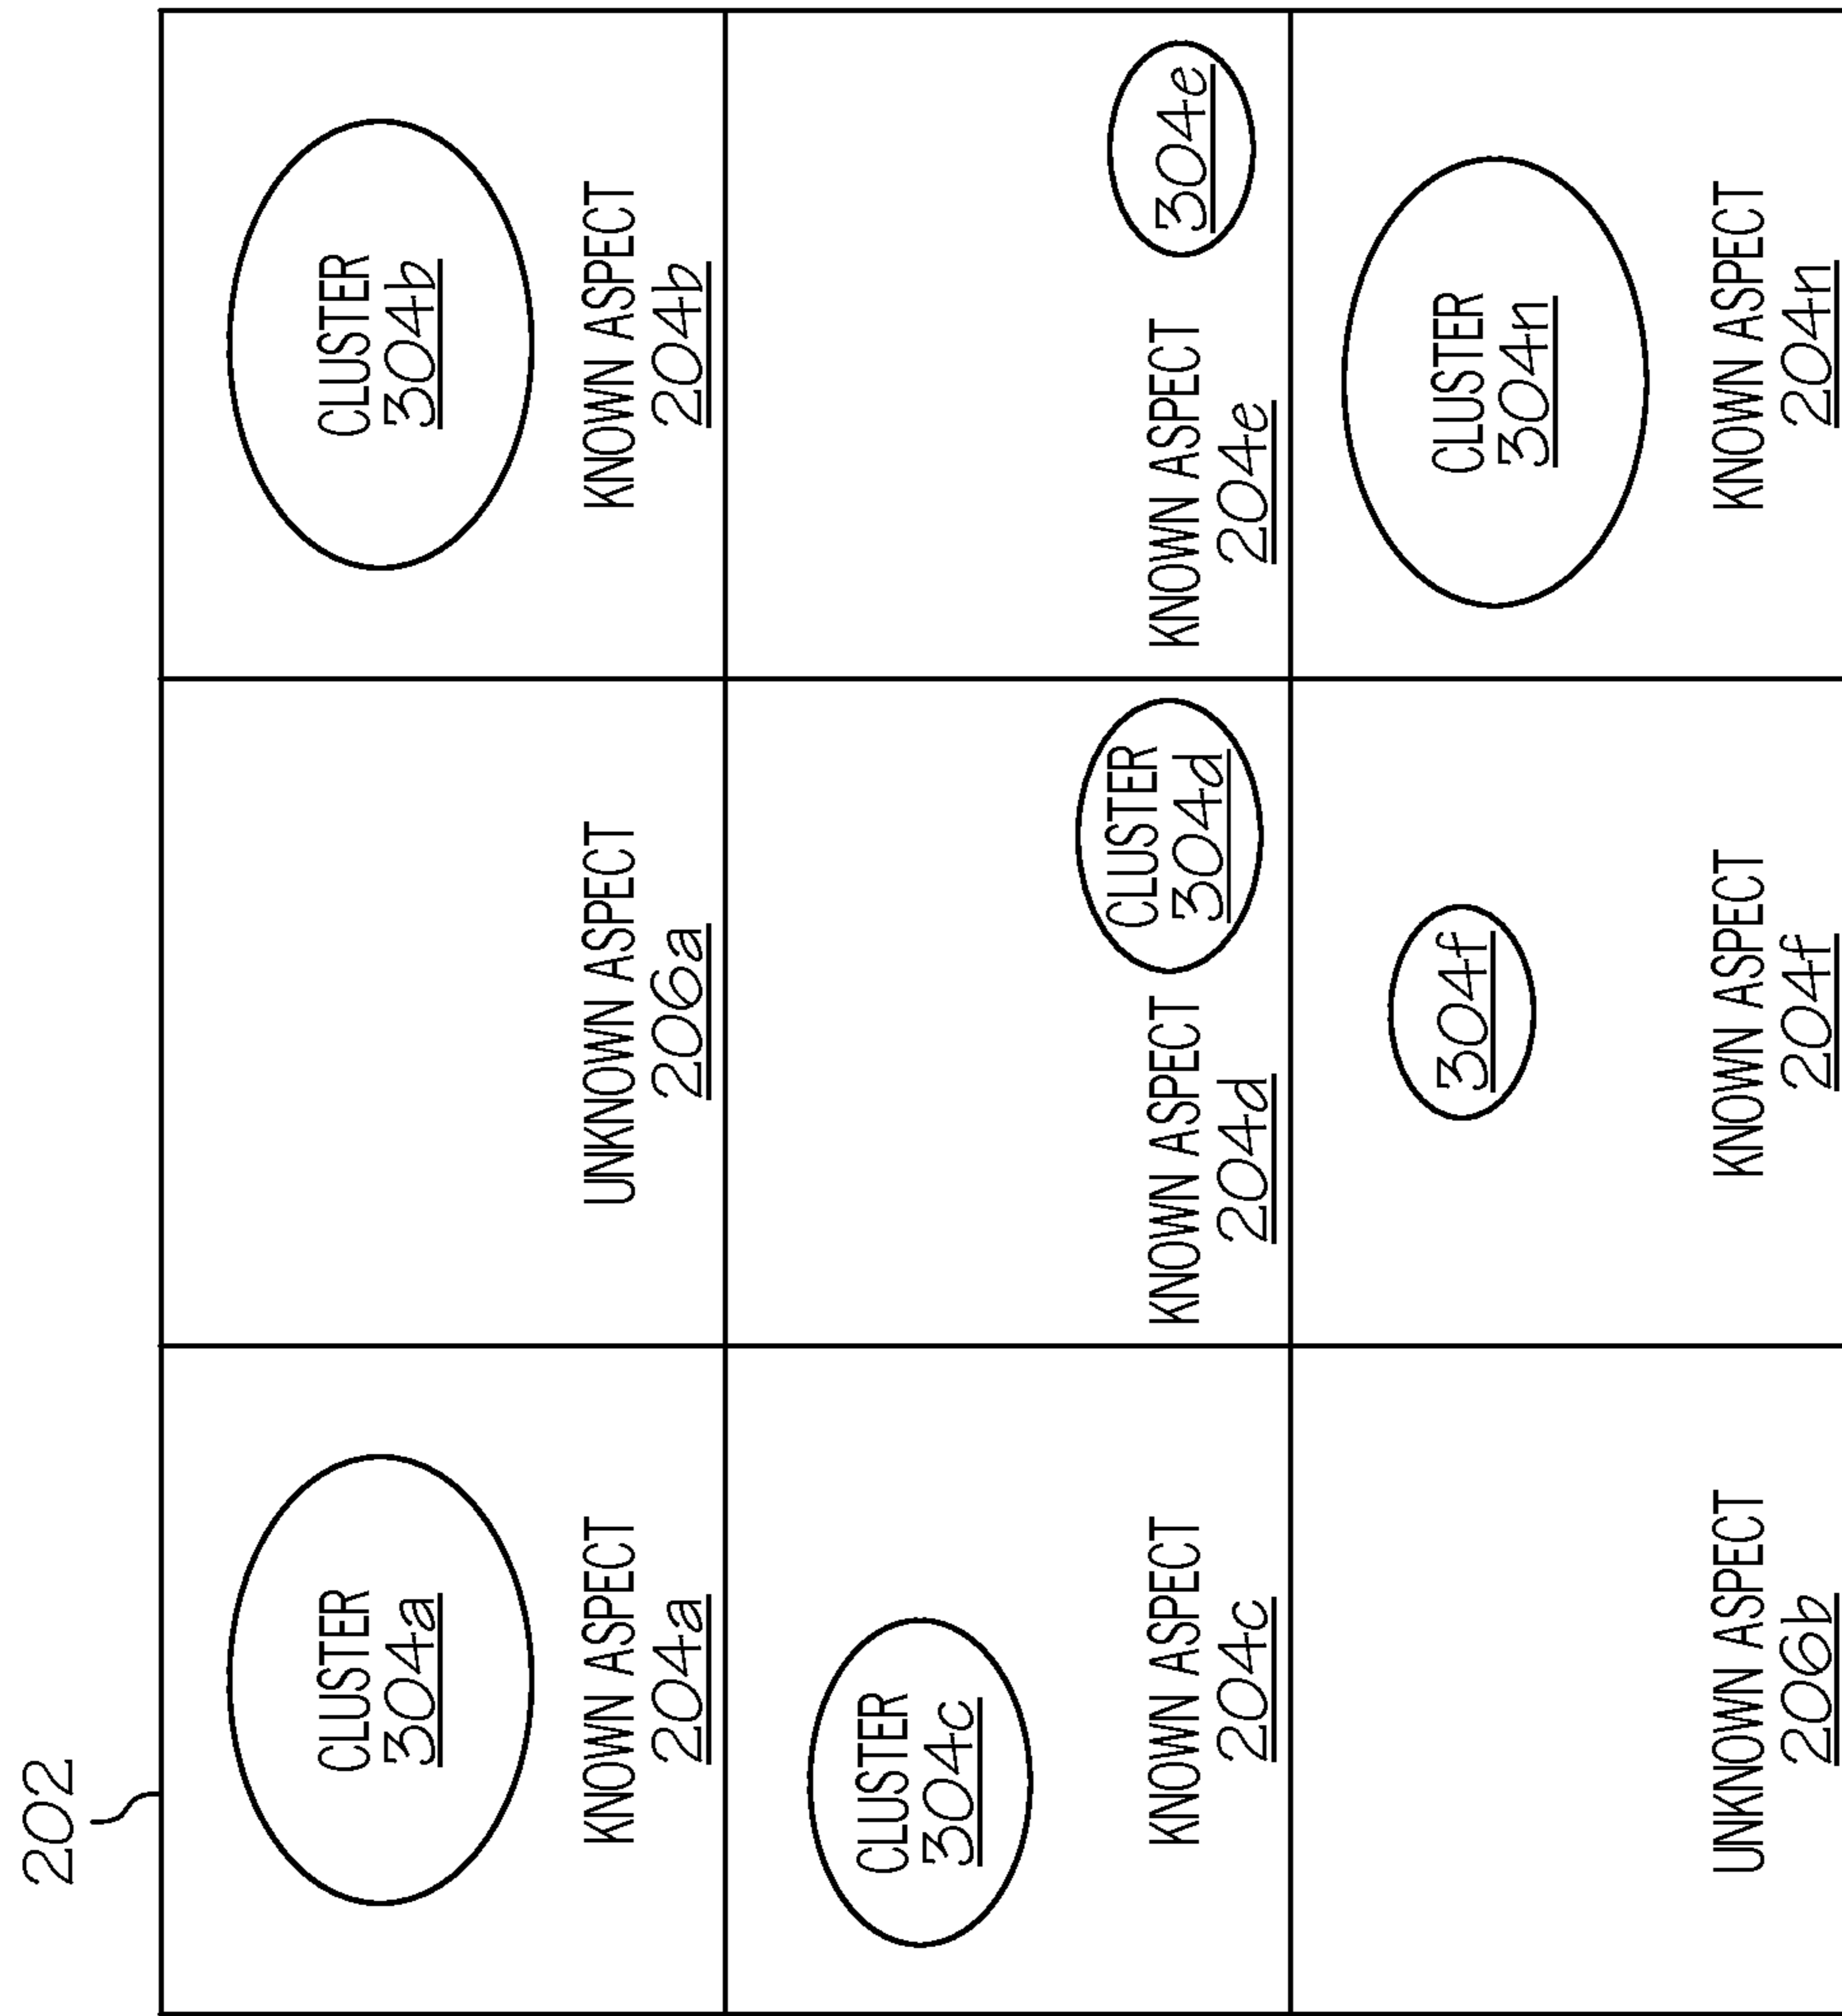 202
CLUSTER
304a
KNOWN ASPECT
204a
UNKNOWN ASPECT
206a
CLUSTER
304b
KNOWN ASPECT
204b
CLUSTER
304c
KNOWN ASPECT
204c
CLUSTER
304d
KNOWN ASPECT
204d
304e
KNOWN ASPECT
204e
UNKNOWN ASPECT
206b
304f
KNOWN ASPECT
204f
CLUSTER
304n
KNOWN ASPECT
204n